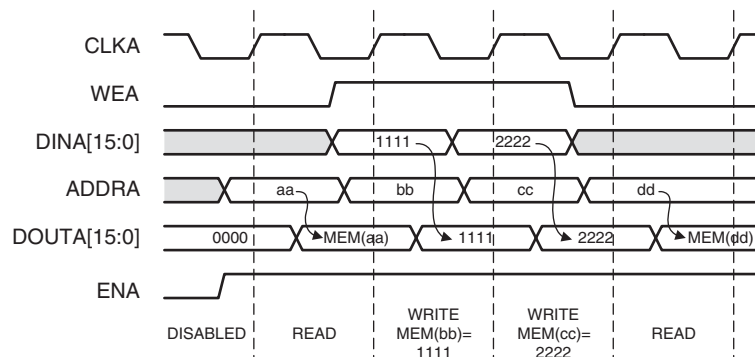 CLKA
WEA
DINA[15:0] 1111 2222
ADDRA aa bb cc dd
DOUTA[15:0] 0000 MEM(aa) 1111 2222 MEM(dd)
ENA
DISABLED READ WRITE MEM(bb)= 1111 WRITE MEM(cc)= 2222 READ